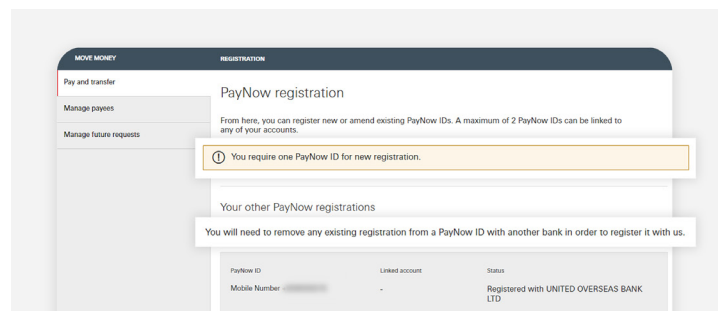 MOVE MONEY
REGISTRATION
Pay and transfer
Manage payees
Manage future requests
PayNow registration
From here, you can register new or amend existing PayNow IDs. A maximum of 2 PayNow IDs can be linked to
any of your accounts.
You require one PayNow ID for new registration.
Your other PayNow registrations
You will need to remove any existing registration from a PayNow ID with another bank in order to register it with us.
PayNow ID
Linked account
Status
Mobile Number
-
Registered with UNITED OVERSEAS BANK
LTD